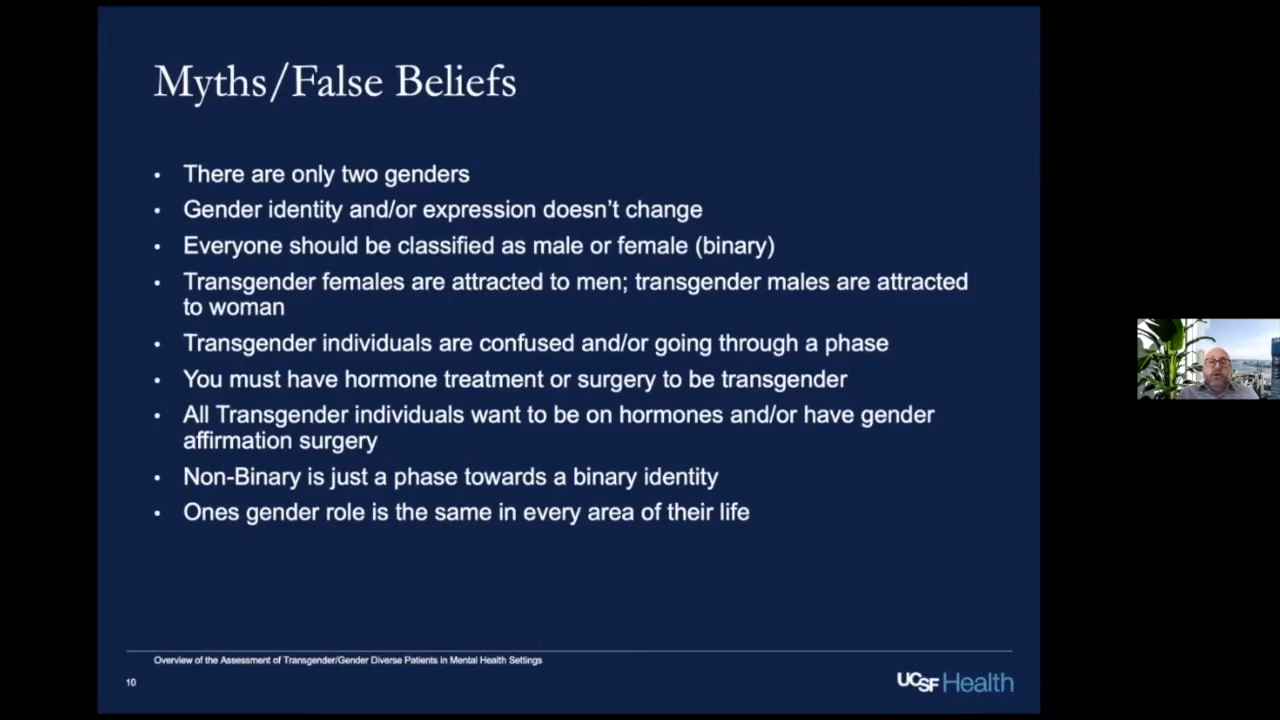 Myths/False Beliefs
• There are only two genders
• Gender identity and/or expression doesn't change
• Everyone should be classified as male or female (binary)
• Transgender females are attracted to men; transgender males are attracted
to woman
• Transgender individuals are confused and/or going through a phase
• You must have hormone treatment or surgery to be transgender
• All Transgender individuals want to be on hormones and/or have gender
affirmation surgery
• Non-Binary is just a phase towards a binary identity
• Ones gender role is the same in every area of their life
Overview of the Assessment of Transgender/Gender Diverse Patients in Mental Health Settings
10
UCSF Health